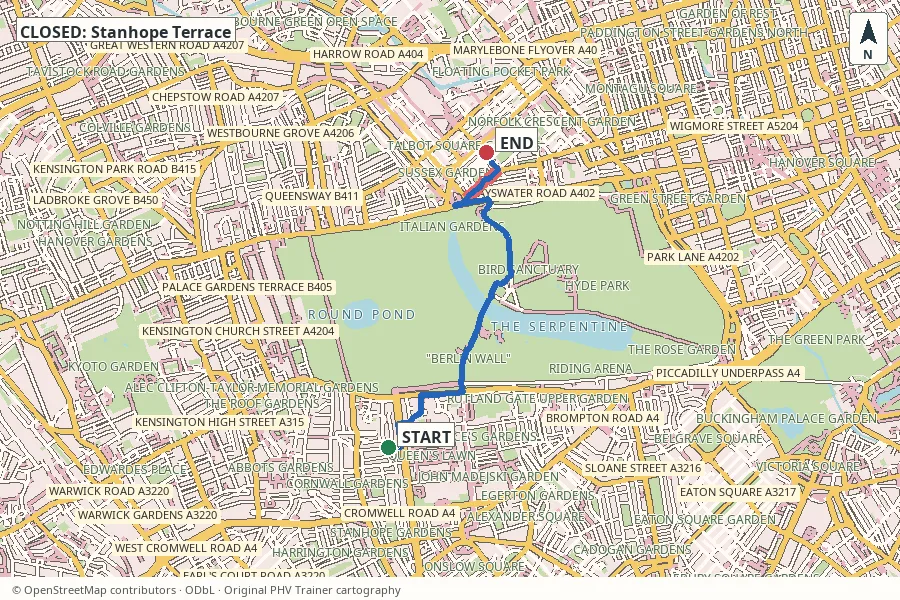 CLOSED: Stanhope Terrace
BOURNE GREEN OPEN SPACE
GARDEN OF REST
PADDINGTON STREET GARDENS NORTH
GREAT WESTERN ROAD A4207
HARROW ROAD A404
MARYLEBONE FLYOVER A40
N
TAVISTOCK ROAD GARDENS
FLOATING POCKET PARK
MONTAGU SQUARE
CHEPSTOW ROAD A4207
COLVILLE GARDENS
WESTBOURNE GROVE A4206
NORFOLK CRESCENT GARDEN
WIGMORE STREET A5204
TALBOT SQUARE
END
HANOVER SQUARE
KENSINGTON PARK ROAD B415
SUSSEX GARDE
LADBROKE GROVE B450
QUEENSWAY B411
YSWATER ROAD A402
GREEN STREET GARDEN
NOTTING HILL GARDEN
ITALIAN GARDEN
HANOVER GARDENS
PARK LANE A4202
BIRD SANCTUARY
PALACE GARDENS TERRACE B405
HYDE PARK
ROUND POND
KENSINGTON CHURCH STREET A4204
THE SERPENTINE
THE GREEN PARK
THE ROSE GARDEN
"BERLIN WALL"
KYOTO GARDEN
RIDING ARENA
PICCADILLY UNDERPASS A4
ALEC CLIFTON-TAYLOR MEMORIAL GARDENS
THE ROOF GARDENS
RUTLAND GATE UPPER GARDEN
KENSINGTON HIGH STREET A315
BROMPTON ROAD A4
BUCKINGHAM PALACE GARDEN
START
CE'S GARDENS
BELGRAVE SQUARE
QUEENS LAWN
EDWARDES PLACE
ABBOTS GARDENS
SLOANE STREET A3216
VICTORIA SQUARE
CORNWALL GARDENS
JOHN MADEJSKI GARDEN
WARWICK ROAD A3220
EGERTON GARDENS
EATON SQUARE A3217
WARWICK GARDENS A3220
CROMWELL ROAD A4
ALEXANDER SQUARE
EATON SQUARE GARDEN
STANHOPE GARDENS
WEST CROMWELL ROAD A4
HARRINGTON GARDENS
CADOGAN GARDENS
ONSLOW SQUARE
EARL'S COURT ROAD A3220
© OpenStreetMap contributors · ODbL · Original PHV Trainer cartography